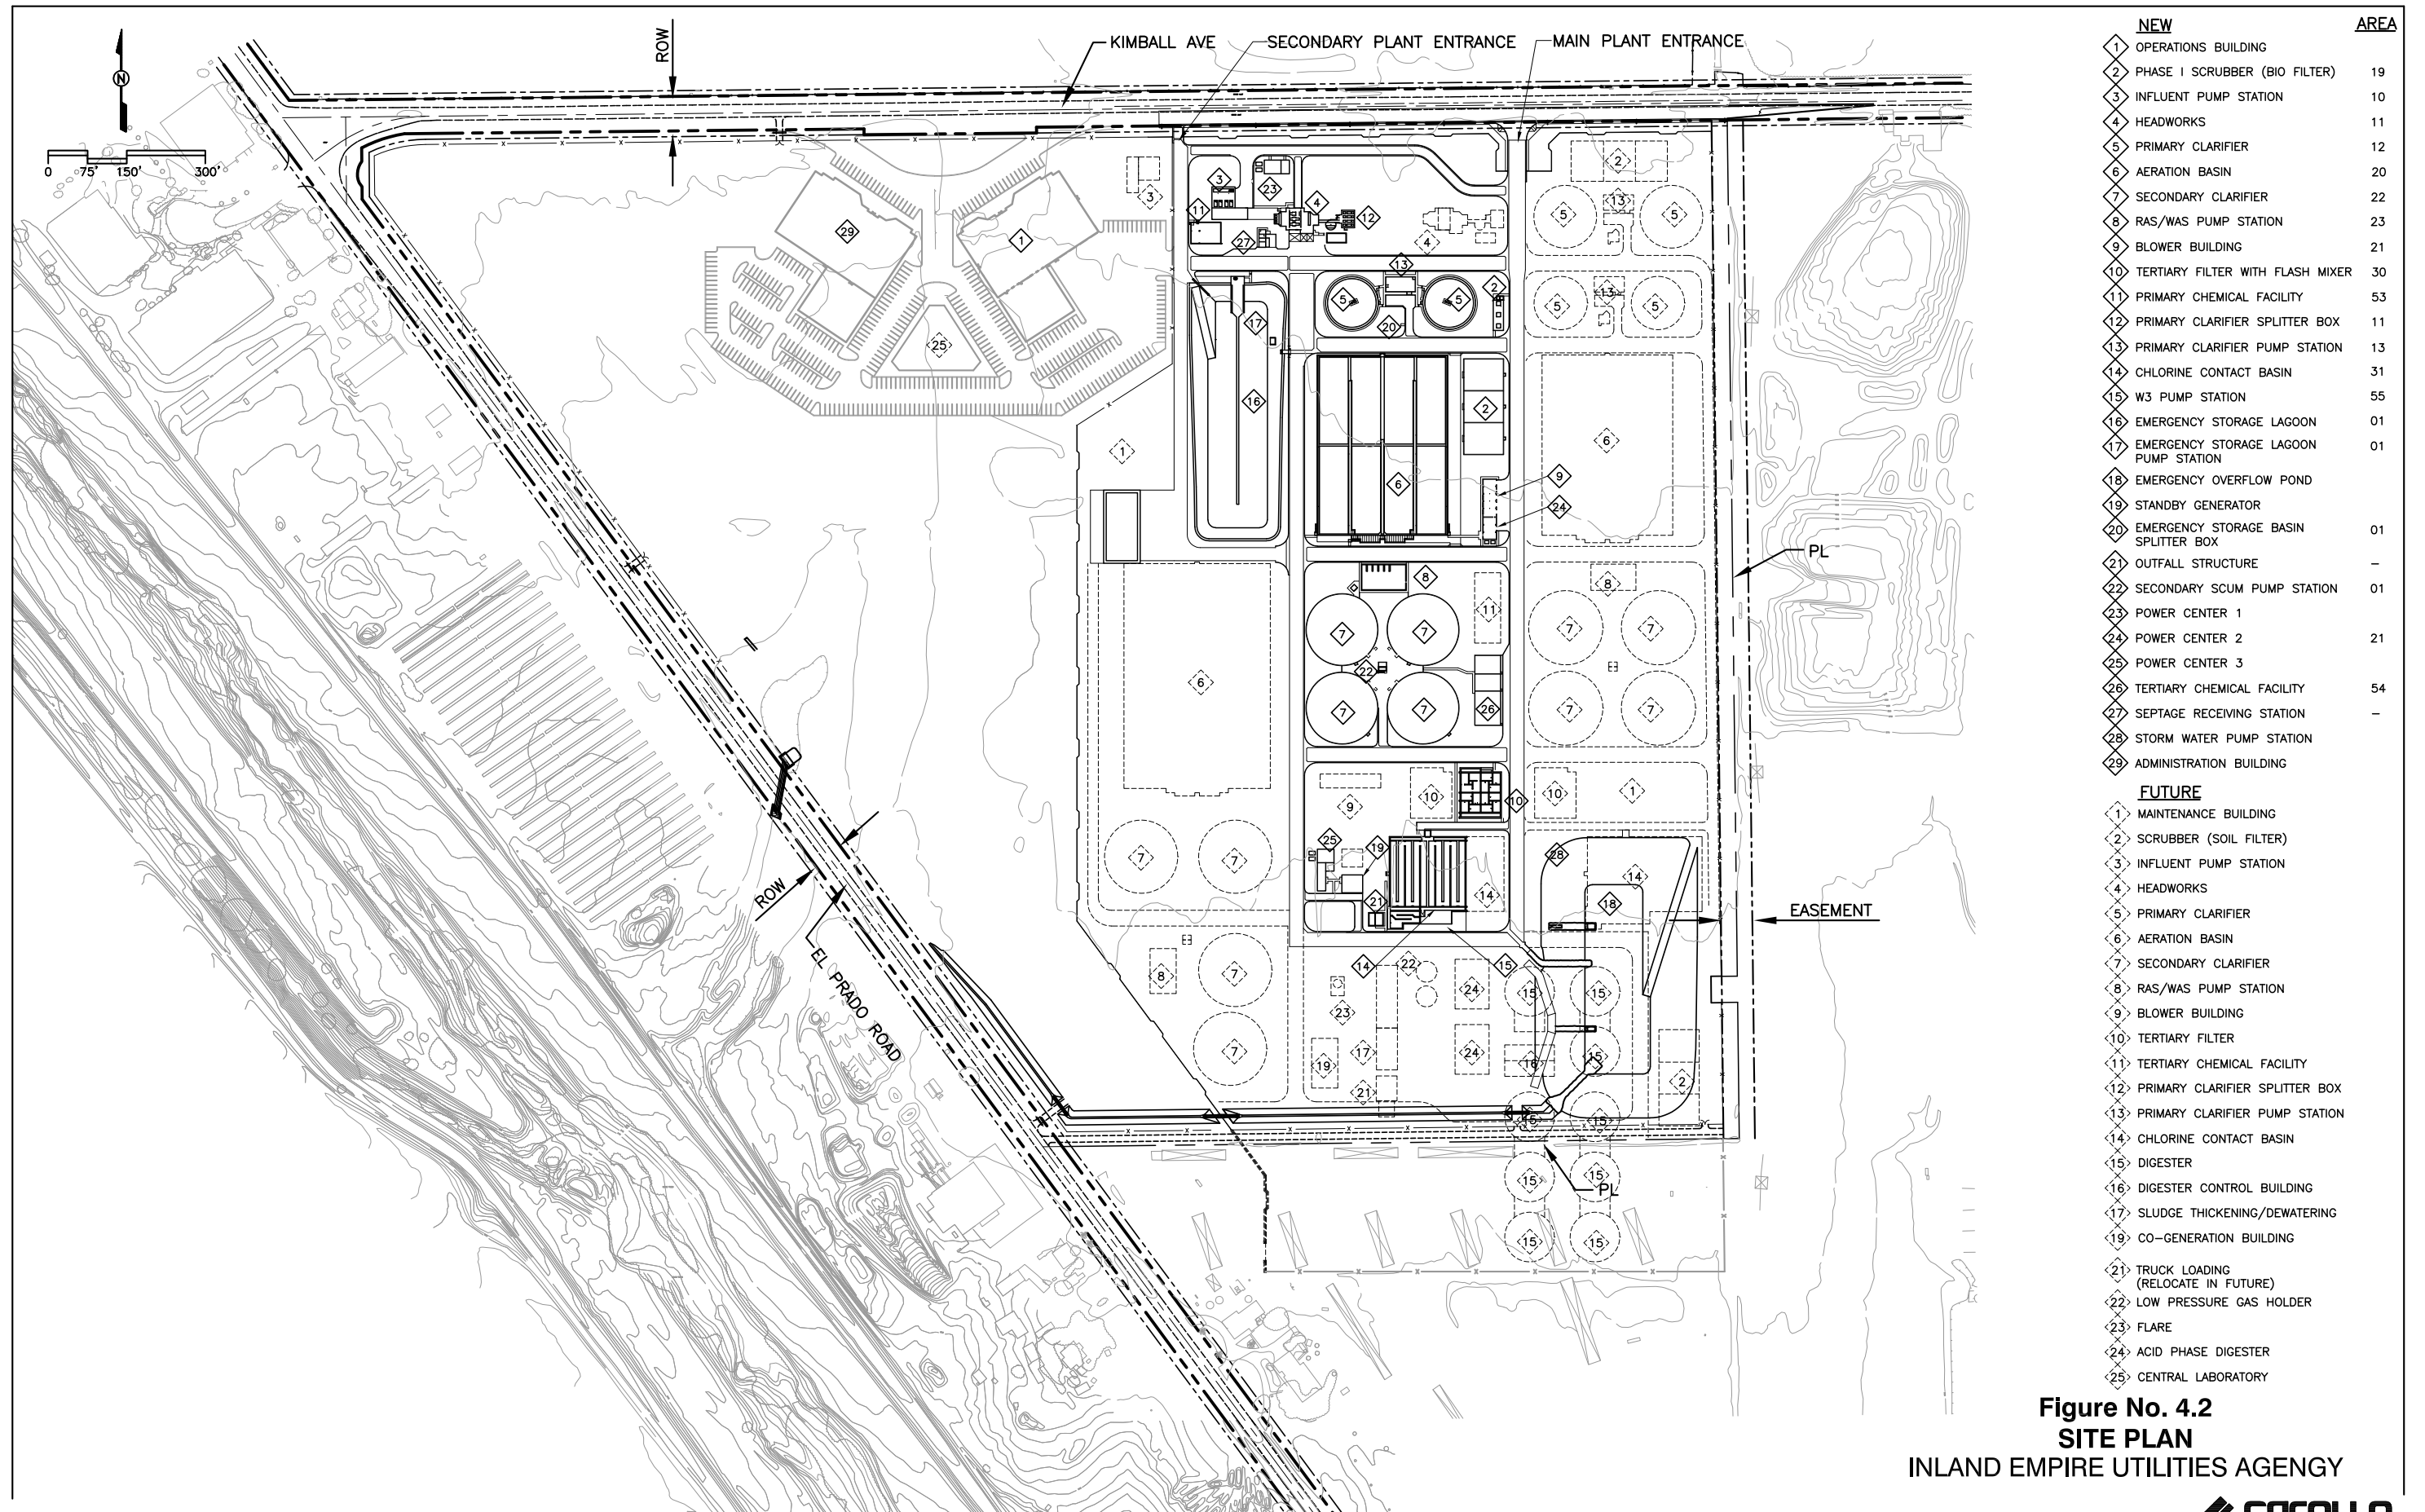 KIMBALL AVE
SECONDARY PLANT ENTRANCE
MAIN PLANT ENTRANCE
ROW
N
0 75' 150' 300'
PL
EASEMENT
ROW
EL PRADO ROAD
PL
NEW AREA
1 OPERATIONS BUILDING
2 PHASE I SCRUBBER (BIO FILTER) 19
3 INFLUENT PUMP STATION 10
4 HEADWORKS 11
5 PRIMARY CLARIFIER 12
6 AERATION BASIN 20
7 SECONDARY CLARIFIER 22
8 RAS/WAS PUMP STATION 23
9 BLOWER BUILDING 21
10 TERTIARY FILTER WITH FLASH MIXER 30
11 PRIMARY CHEMICAL FACILITY 53
12 PRIMARY CLARIFIER SPLITTER BOX 11
13 PRIMARY CLARIFIER PUMP STATION 13
14 CHLORINE CONTACT BASIN 31
15 W3 PUMP STATION 55
16 EMERGENCY STORAGE LAGOON 01
17 EMERGENCY STORAGE LAGOON 01
PUMP STATION
18 EMERGENCY OVERFLOW POND
19 STANDBY GENERATOR
20 EMERGENCY STORAGE BASIN 01
SPLITTER BOX
21 OUTFALL STRUCTURE –
22 SECONDARY SCUM PUMP STATION 01
23 POWER CENTER 1
24 POWER CENTER 2 21
25 POWER CENTER 3
26 TERTIARY CHEMICAL FACILITY 54
27 SEPTAGE RECEIVING STATION –
28 STORM WATER PUMP STATION
29 ADMINISTRATION BUILDING
FUTURE
1 MAINTENANCE BUILDING
2 SCRUBBER (SOIL FILTER)
3 INFLUENT PUMP STATION
4 HEADWORKS
5 PRIMARY CLARIFIER
6 AERATION BASIN
7 SECONDARY CLARIFIER
8 RAS/WAS PUMP STATION
9 BLOWER BUILDING
10 TERTIARY FILTER
11 TERTIARY CHEMICAL FACILITY
12 PRIMARY CLARIFIER SPLITTER BOX
13 PRIMARY CLARIFIER PUMP STATION
14 CHLORINE CONTACT BASIN
15 DIGESTER
16 DIGESTER CONTROL BUILDING
17 SLUDGE THICKENING/DEWATERING
19 CO-GENERATION BUILDING
21 TRUCK LOADING
(RELOCATE IN FUTURE)
22 LOW PRESSURE GAS HOLDER
23 FLARE
24 ACID PHASE DIGESTER
25 CENTRAL LABORATORY
Figure No. 4.2
SITE PLAN
INLAND EMPIRE UTILITIES AGENGY